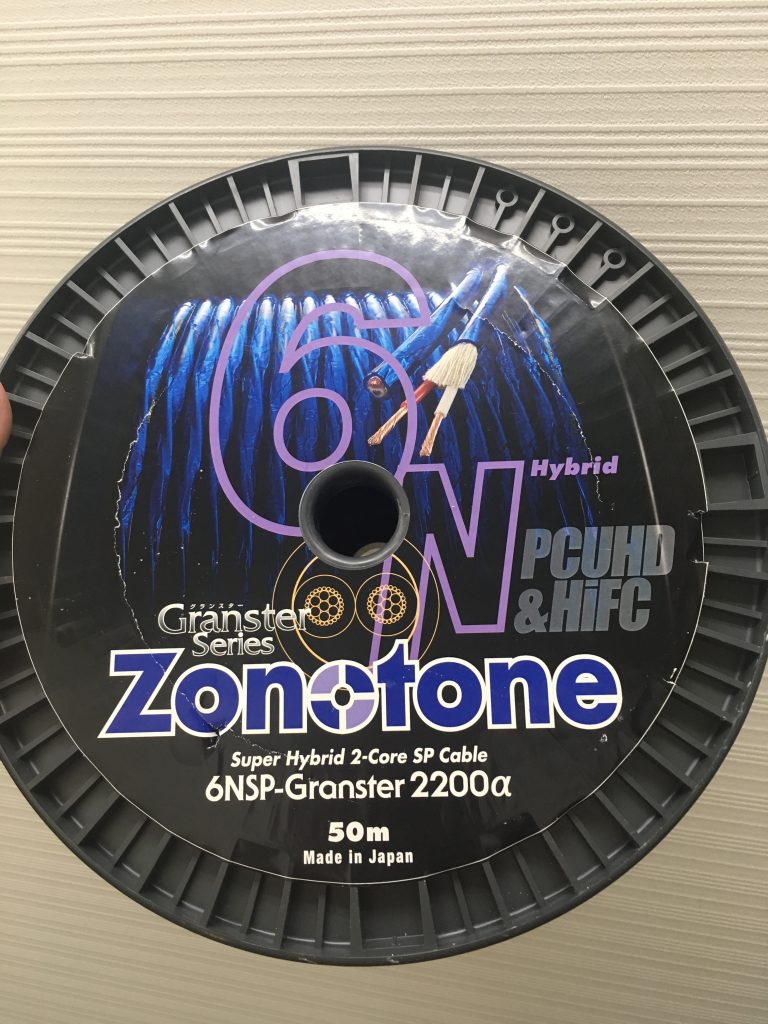 6N
Hybrid
PCUHD
&HiFC
グランスター
Granster
Series
Zonotone
Super Hybrid 2-Core SP Cable
6NSP-Granster 2200α
50m
Made in Japan